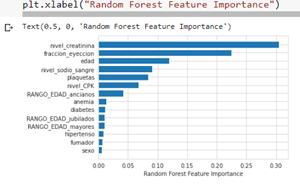 plt.xlabel("Random Forest Feature Importance")
Text(0.5, 0, 'Random Forest Feature Importance')
nivel_creatinina
fraccion_eyeccion
edad
nivel_sodio_sangre
plaquetas
nivel_CPK
RANGO_EDAD_ancianos
anemia
diabetes
RANGO_EDAD_jubilados
RANGO_EDAD_mayores
hipertenso
fumador
sexo
0.00 0.05 0.10 0.15 0.20 0.25 0.30
Random Forest Feature Importance